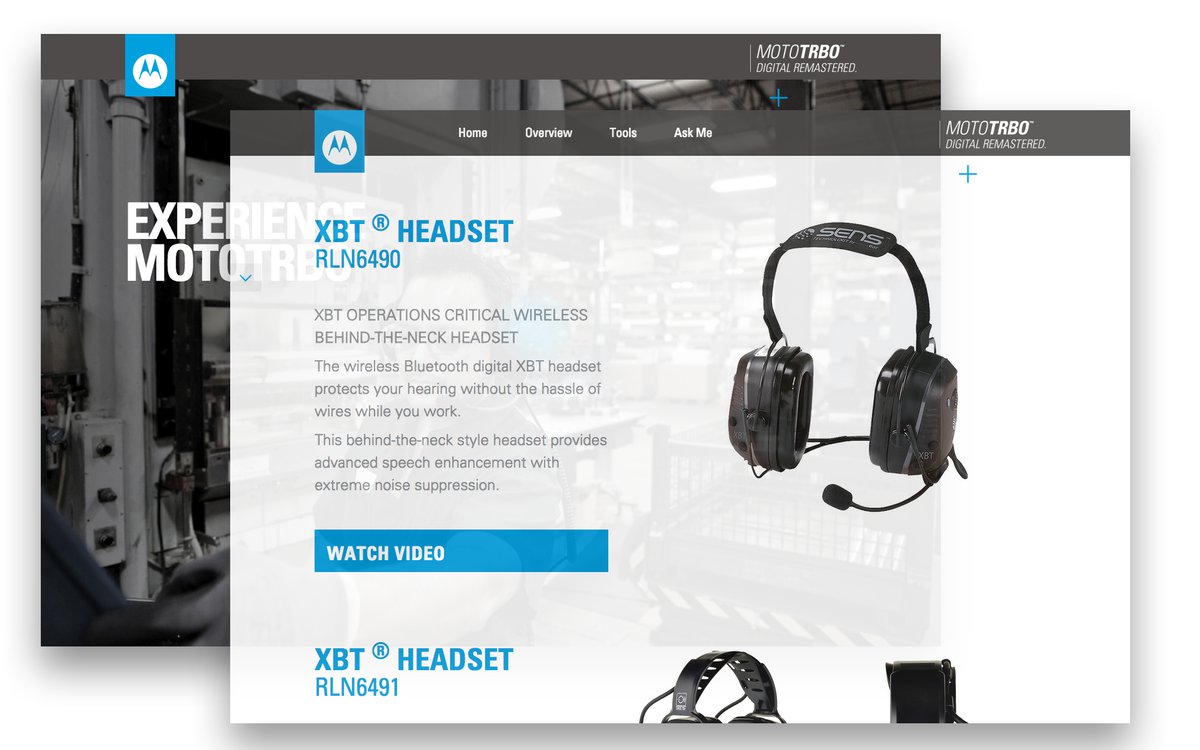 MOTOTRBO™
DIGITAL REMASTERED.
EXPERIENCE
MOTOTRBO
Home
Overview
Tools
Ask Me
MOTOTRBO™
DIGITAL REMASTERED.
XBT ® HEADSET
RLN6490
XBT OPERATIONS CRITICAL WIRELESS
BEHIND-THE-NECK HEADSET
The wireless Bluetooth digital XBT headset
protects your hearing without the hassle of
wires while you work.
This behind-the-neck style headset provides
advanced speech enhancement with
extreme noise suppression.
WATCH VIDEO
SENS
XBT
XBT ® HEADSET
RLN6491